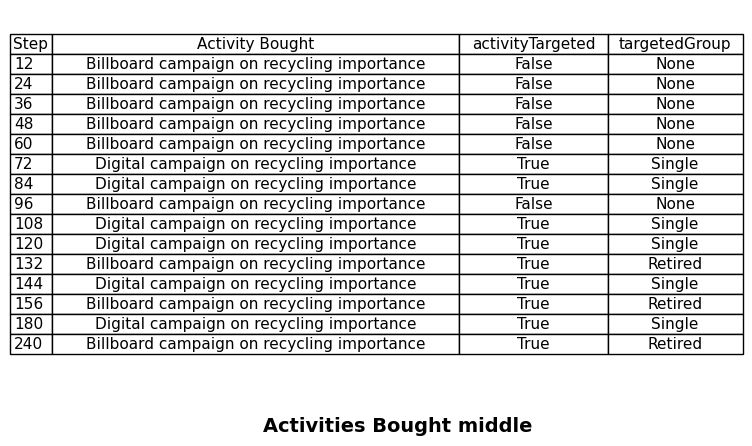 Step Activity Bought activityTargeted targetedGroup
12 Billboard campaign on recycling importance False None
24 Billboard campaign on recycling importance False None
36 Billboard campaign on recycling importance False None
48 Billboard campaign on recycling importance False None
60 Billboard campaign on recycling importance False None
72 Digital campaign on recycling importance True Single
84 Digital campaign on recycling importance True Single
96 Billboard campaign on recycling importance False None
108 Digital campaign on recycling importance True Single
120 Digital campaign on recycling importance True Single
132 Billboard campaign on recycling importance True Retired
144 Digital campaign on recycling importance True Single
156 Billboard campaign on recycling importance True Retired
180 Digital campaign on recycling importance True Single
240 Billboard campaign on recycling importance True Retired
Activities Bought middle